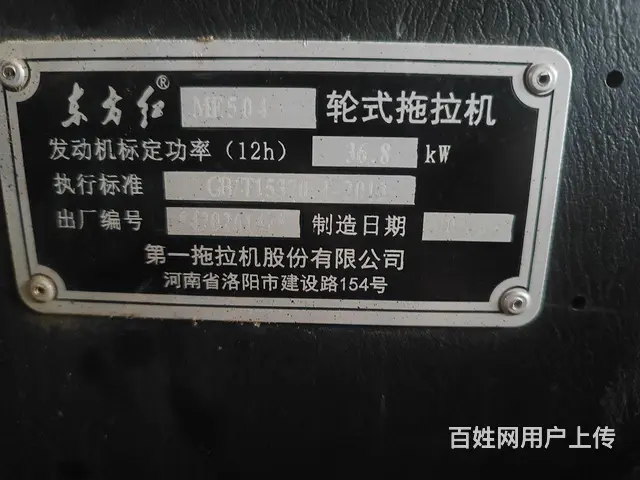 东方红® ME504 轮式拖拉机
发动机标定功率(12h) 36.8 kW
执行标准
出厂编号 制造日期
第一拖拉机股份有限公司
河南省洛阳市建设路154号
百姓网用户上传